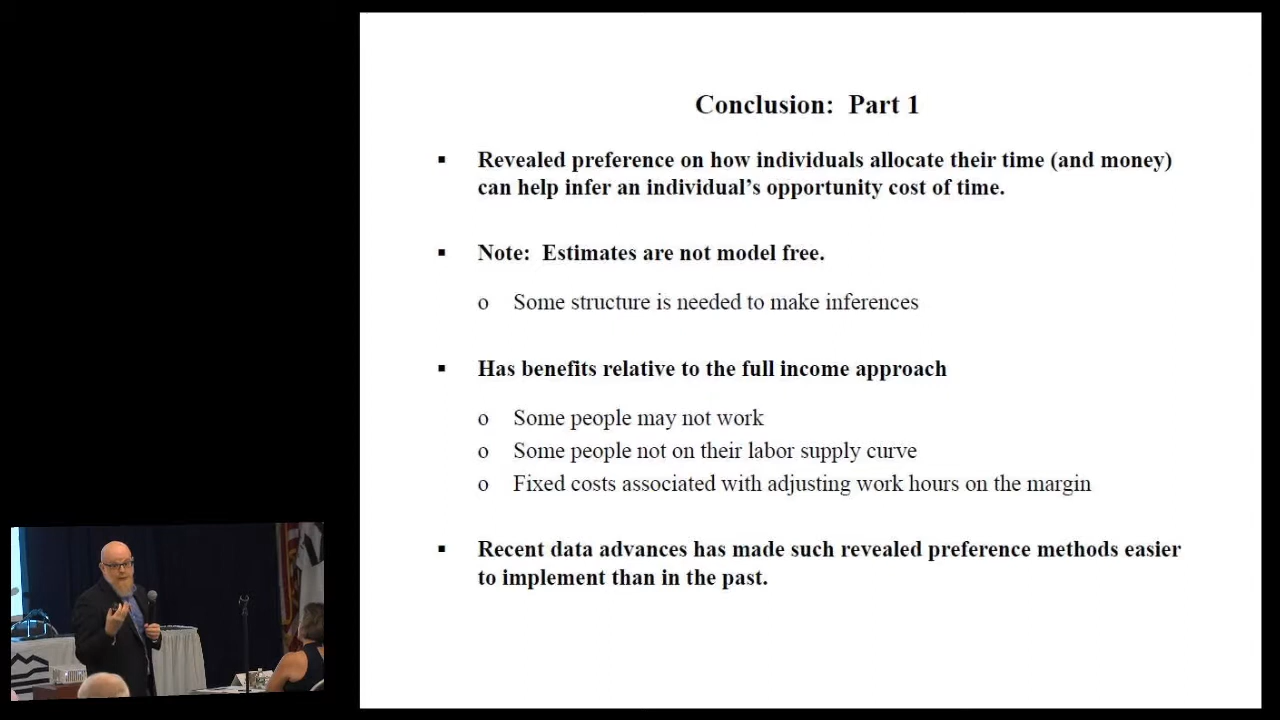 Conclusion:  Part 1
▪ Revealed preference on how individuals allocate their time (and money)
can help infer an individual's opportunity cost of time.
▪ Note:  Estimates are not model free.
o Some structure is needed to make inferences
▪ Has benefits relative to the full income approach
o Some people may not work
o Some people not on their labor supply curve
o Fixed costs associated with adjusting work hours on the margin
▪ Recent data advances has made such revealed preference methods easier
to implement than in the past.